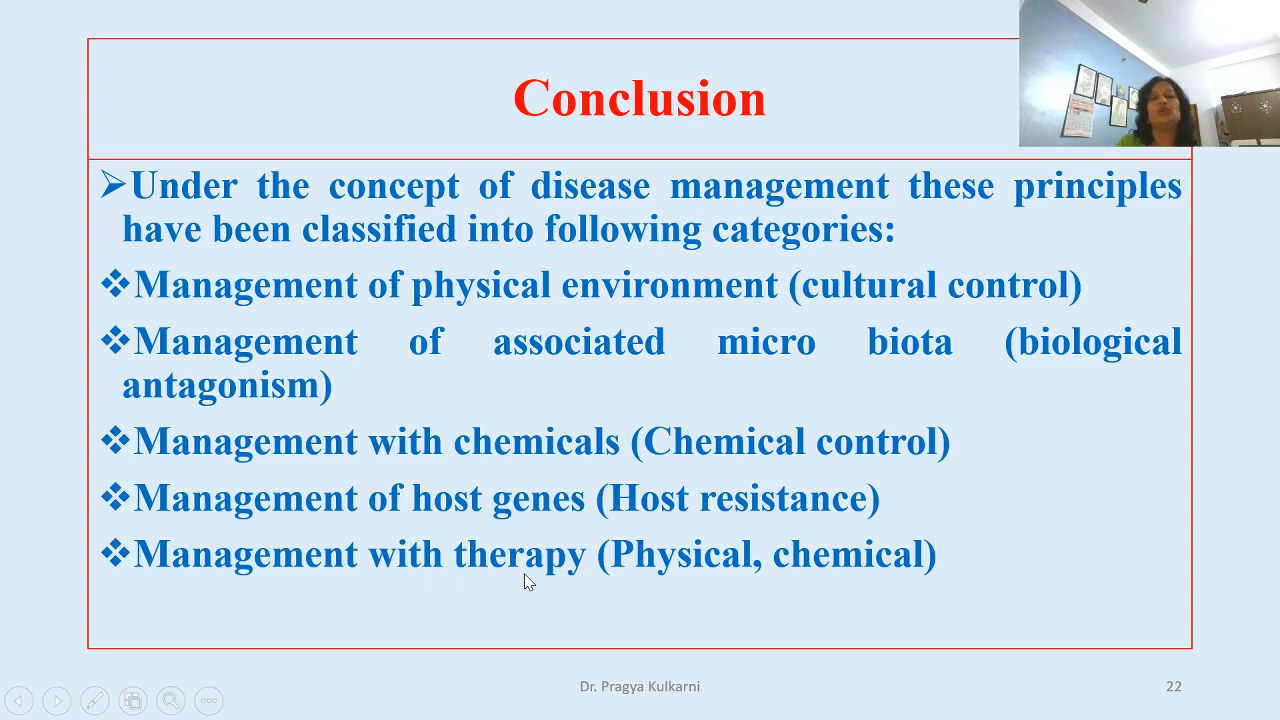 Conclusion
➢Under the concept of disease management these principles
have been classified into following categories:
❖Management of physical environment (cultural control)
❖Management of associated micro biota (biological
antagonism)
❖Management with chemicals (Chemical control)
❖Management of host genes (Host resistance)
❖Management with therapy (Physical, chemical)
Dr. Pragya Kulkarni
22